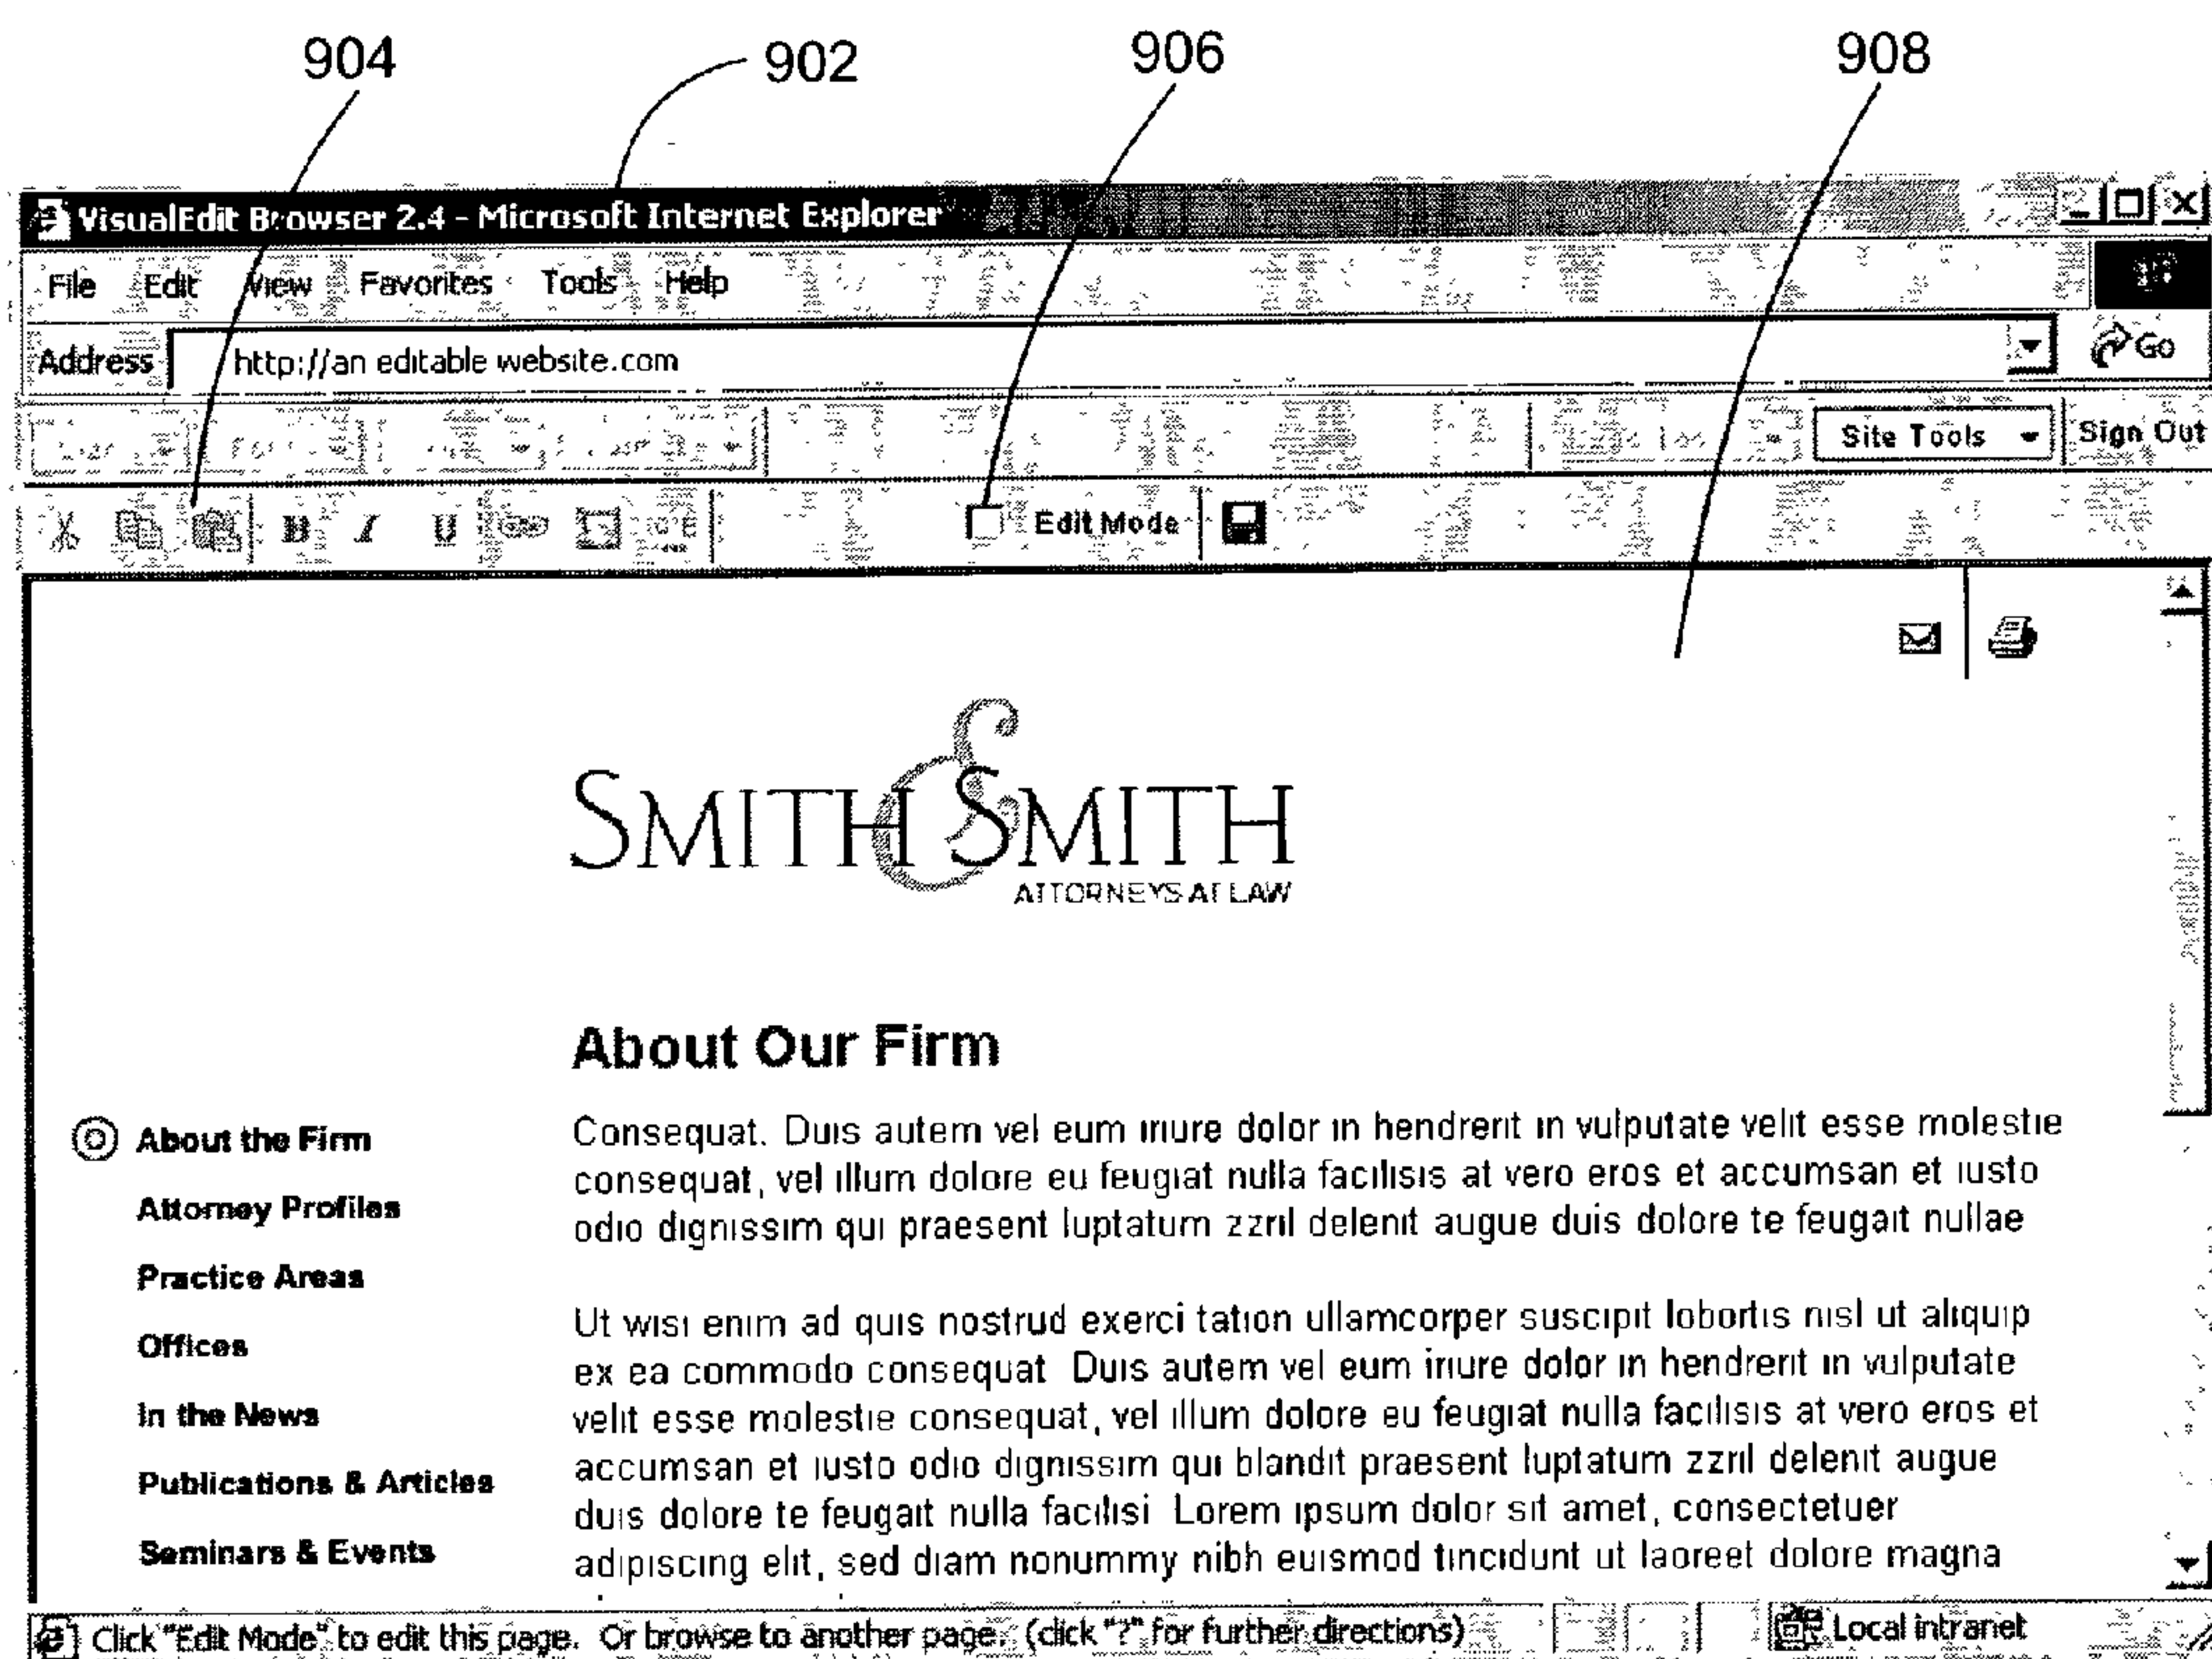 904 902 906 908
VisualEdit Browser 2.4 - Microsoft Internet Explorer
File Edit View Favorites Tools Help
Address http://an editable website.com Go
Site Tools Sign Out
B I U Edit Mode
SMITH & SMITH
ATTORNEYS AT LAW
About Our Firm
About the Firm
Attorney Profiles
Practice Areas
Offices
In the News
Publications & Articles
Seminars & Events
Consequat. Duis autem vel eum iriure dolor in hendrerit in vulputate velit esse molestie
consequat, vel illum dolore eu feugiat nulla facilisis at vero eros et accumsan et iusto
odio dignissim qui praesent luptatum zzril delenit augue duis dolore te feugait nullae
Ut wisi enim ad quis nostrud exerci tation ullamcorper suscipit lobortis nisl ut aliquip
ex ea commodo consequat Duis autem vel eum iriure dolor in hendrerit in vulputate
velit esse molestie consequat, vel illum dolore eu feugiat nulla facilisis at vero eros et
accumsan et iusto odio dignissim qui blandit praesent luptatum zzril delenit augue
duis dolore te feugait nulla facilisi Lorem ipsum dolor sit amet, consectetuer
adipiscing elit, sed diam nonummy nibh euismod tincidunt ut laoreet dolore magna
Click "Edit Mode" to edit this page. Or browse to another page. (click "?" for further directions) Local intranet